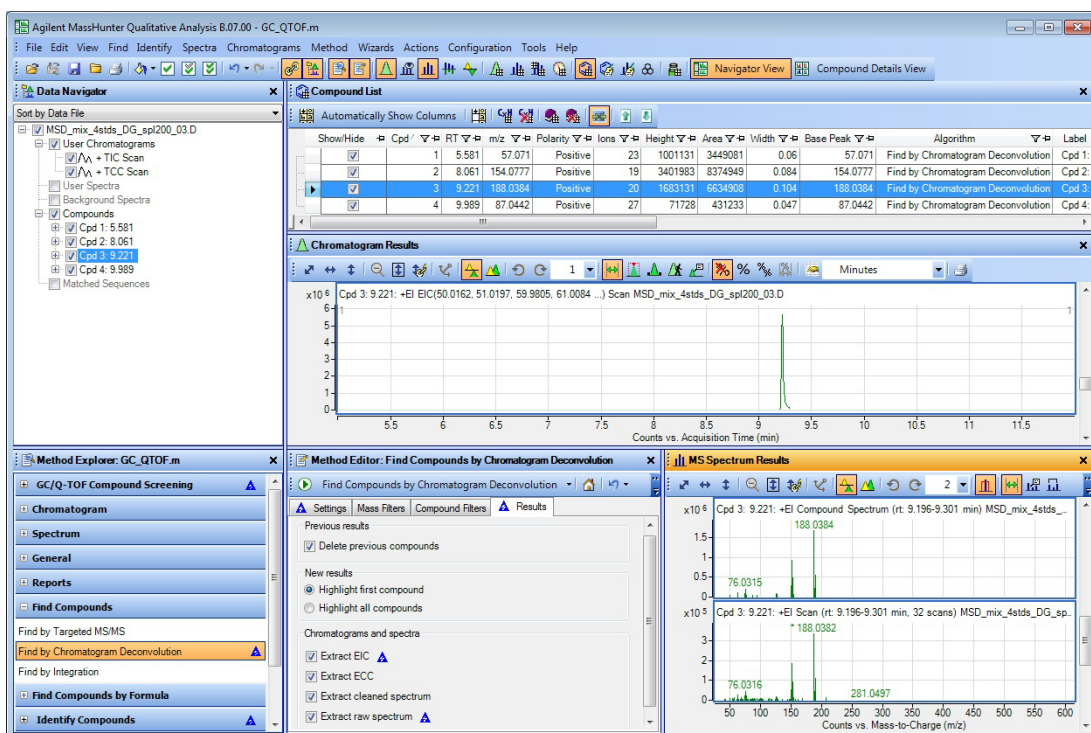 Agilent MassHunter Qualitative Analysis B.07.00 - GC_QTOF.m
File Edit View Find Identify Spectra Chromatograms Method Wizards Actions Configuration Tools Help
Navigator View Compound Details View
Data Navigator
Sort by Data File
MSD_mix_4stds_DG_spl200_03.D
User Chromatograms
+ TIC Scan
+ TCC Scan
User Spectra
Background Spectra
Compounds
Cpd 1: 5.581
Cpd 2: 8.061
Cpd 3: 9.221
Cpd 4: 9.989
Matched Sequences
Compound List
Automatically Show Columns
Show/Hide Cpd RT m/z Polarity Ions Height Area Width Base Peak Algorithm Label
1 5.581 57.071 Positive 23 1001131 3449081 0.06 57.071 Find by Chromatogram Deconvolution Cpd 1:
2 8.061 154.0777 Positive 19 3401983 8374949 0.084 154.0777 Find by Chromatogram Deconvolution Cpd 2:
3 9.221 188.0384 Positive 20 1683131 6634908 0.104 188.0384 Find by Chromatogram Deconvolution Cpd 3:
4 9.989 87.0442 Positive 27 71728 431233 0.047 87.0442 Find by Chromatogram Deconvolution Cpd 4:
Chromatogram Results
1 % Minutes
x10 6 Cpd 3: 9.221: +EI EIC(50.0162, 51.0197, 59.9805, 61.0084 ...) Scan MSD_mix_4stds_DG_spl200_03.D
1 1
6
5
4
3
2
1
0
5.5 6 6.5 7 7.5 8 8.5 9 9.5 10 10.5 11 11.5
Counts vs. Acquisition Time (min)
Method Explorer: GC_QTOF.m
GC/Q-TOF Compound Screening
Chromatogram
Spectrum
General
Reports
Find Compounds
Find by Targeted MS/MS
Find by Chromatogram Deconvolution
Find by Integration
Find Compounds by Formula
Identify Compounds
Method Editor: Find Compounds by Chromatogram Deconvolution
Find Compounds by Chromatogram Deconvolution
Settings Mass Filters Compound Filters Results
Previous results
Delete previous compounds
New results
Highlight first compound
Highlight all compounds
Chromatograms and spectra
Extract EIC
Extract ECC
Extract cleaned spectrum
Extract raw spectrum
MS Spectrum Results
2
x10 6 Cpd 3: 9.221: +EI Compound Spectrum (rt: 9.196-9.301 min) MSD_mix_4stds_...
188.0384
1.5
1
0.5
76.0315
0
x10 5 Cpd 3: 9.221: +EI Scan (rt: 9.196-9.301 min, 32 scans) MSD_mix_4stds_DG_sp...
* 188.0382
3
2
1
76.0316
281.0497
0
50 100 150 200 250 300 350 400 450 500 550 600
Counts vs. Mass-to-Charge (m/z)